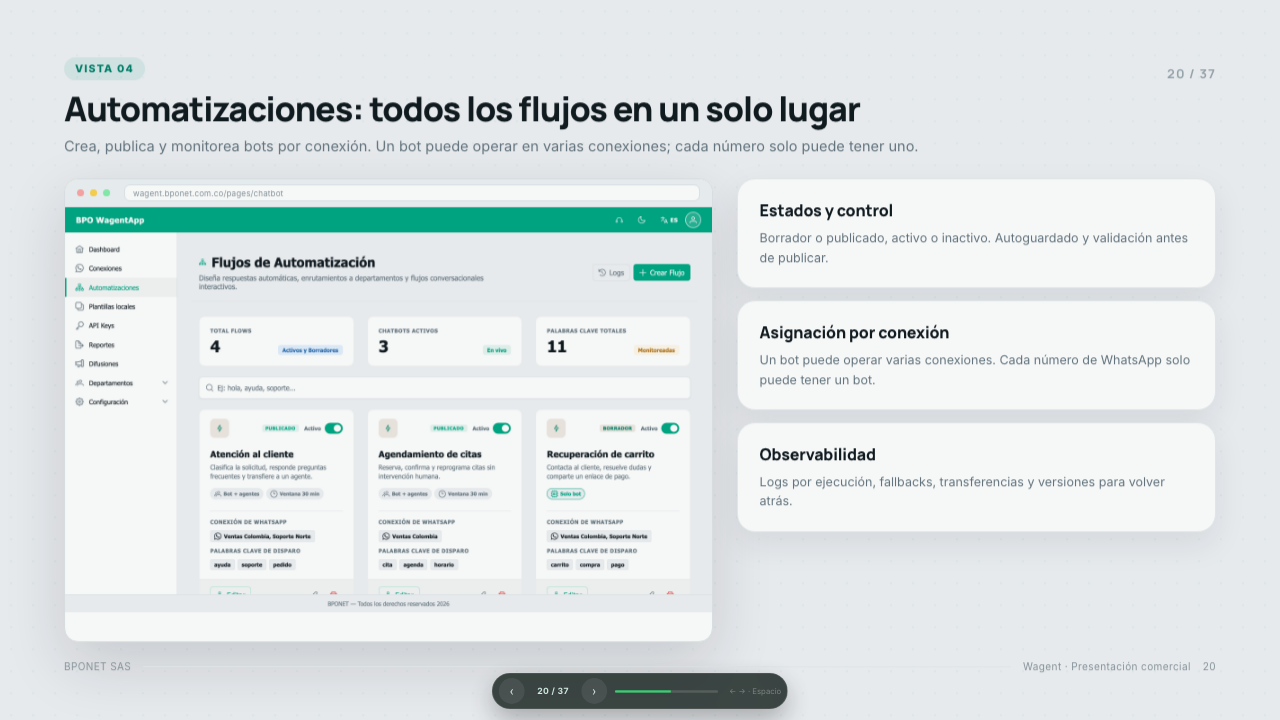 VISTA 04
20 / 37
Automatizaciones: todos los flujos en un solo lugar
Crea, publica y monitorea bots por conexión. Un bot puede operar en varias conexiones; cada número solo puede tener uno.
wagent.bponet.com.co/pages/chatbot
BPO WagentApp
ES
Dashboard
Conexiones
Automatizaciones
Plantillas locales
API Keys
Reportes
Difusiones
Departamentos
Configuración
Flujos de Automatización
Diseña respuestas automáticas, enrutamientos a departamentos y flujos conversacionales
interactivos.
Logs
+ Crear Flujo
TOTAL FLOWS
4
Activos y Borradores
CHATBOTS ACTIVOS
3
En vivo
PALABRAS CLAVE TOTALES
11
Monitoreadas
Ej: hola, ayuda, soporte...
PUBLICADO Activo
Atención al cliente
Clasifica la solicitud, responde preguntas
frecuentes y transfiere a un agente.
Bot + agentes Ventana 30 min
CONEXIÓN DE WHATSAPP
Ventas Colombia, Soporte Norte
PALABRAS CLAVE DE DISPARO
ayuda soporte pedido
PUBLICADO Activo
Agendamiento de citas
Reserva, confirma y reprograma citas sin
intervención humana.
Bot + agentes Ventana 30 min
CONEXIÓN DE WHATSAPP
Ventas Colombia
PALABRAS CLAVE DE DISPARO
cita agenda horario
BORRADOR Activo
Recuperación de carrito
Contacta al cliente, resuelve dudas y
comparte un enlace de pago.
Solo bot
CONEXIÓN DE WHATSAPP
Ventas Colombia, Soporte Norte
PALABRAS CLAVE DE DISPARO
carrito compra pago
BPONET — Todos los derechos reservados 2026
Estados y control
Borrador o publicado, activo o inactivo. Autoguardado y validación antes
de publicar.
Asignación por conexión
Un bot puede operar varias conexiones. Cada número de WhatsApp solo
puede tener un bot.
Observabilidad
Logs por ejecución, fallbacks, transferencias y versiones para volver
atrás.
BPONET SAS
Wagent · Presentación comercial 20
‹ 20 / 37 › ← → · Espacio